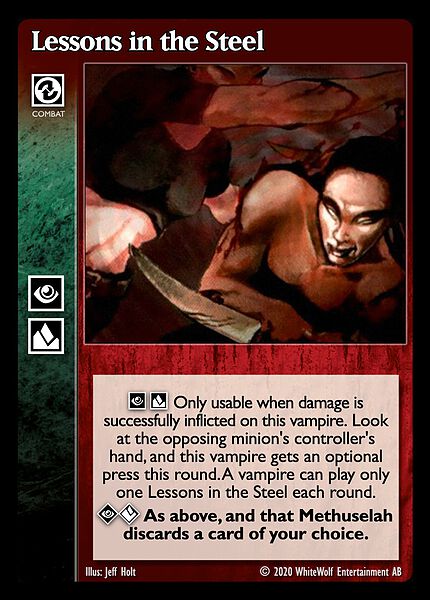 Lessons in the Steel
COMBAT
Only usable when damage is
successfully inflicted on this vampire. Look
at the opposing minion's controller's
hand, and this vampire gets an optional
press this round. A vampire can play only
one Lessons in the Steel each round.
As above, and that Methuselah
discards a card of your choice.
Illus: Jeff Holt © 2020 WhiteWolf Entertainment AB